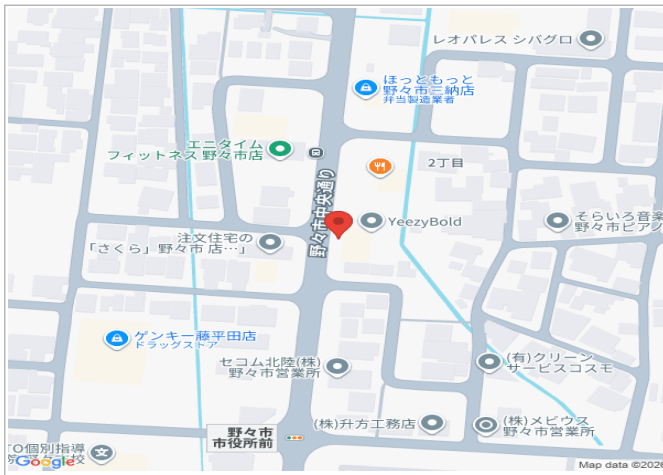 レオパレス シバグロ
ほっともっと
野々市三納店
弁当製造業者
エニタイム
フィットネス 野々市店
2丁目
野々市中央通り
YeezyBold
そらいろ音楽
野々市ピアノ
注文住宅の
「さくら」野々市 店…」
ゲンキー藤平田店
ドラッグストア
セコム北陸(株)
野々市営業所
(有)クリーン
サービスコスモ
野々市
市役所前
(株)升方工務店
(株)メビウス
野々市営業所
TO個別指導
校
Google
Map data ©202